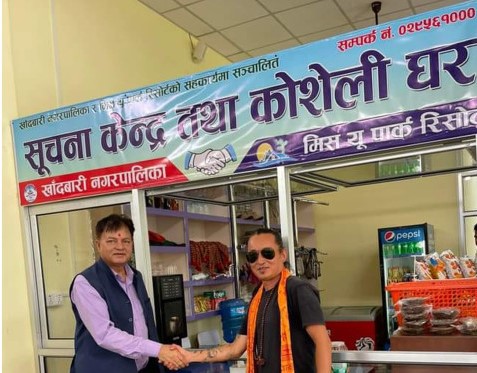 सम्पर्क नं. ०२९५६१०००
खाँदबारी नगरपालिका र मिस यू पार्क रिसोर्टको सहकार्यमा सञ्चालित
सूचना केन्द्र तथा कोशेली घर
खाँदबारी नगरपालिका
मिस यू पार्क रिसोर्ट
pepsi